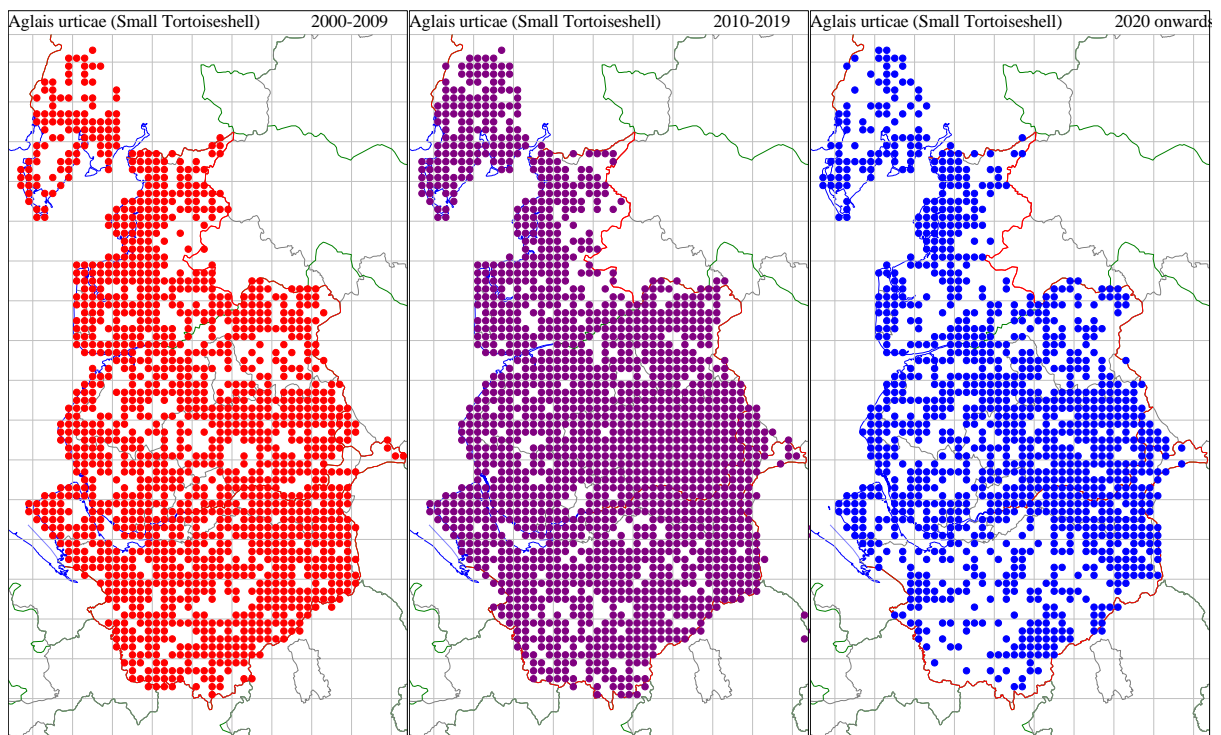 Aglais urticae (Small Tortoiseshell) 2000-2009
Aglais urticae (Small Tortoiseshell) 2010-2019
Aglais urticae (Small Tortoiseshell) 2020 onwards